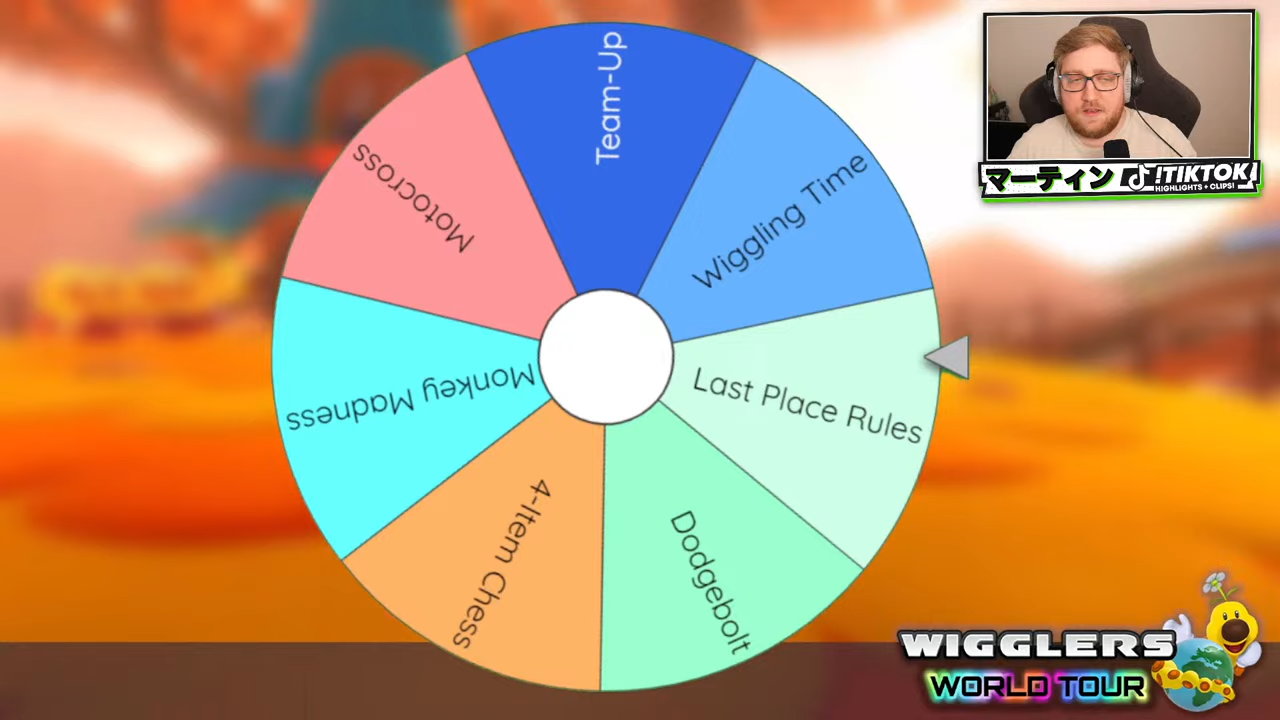 Team-Up
Wiggling Time
Last Place Rules
Dodgebolt
4-Item Chess
Monkey Madness
Motocross
マーティン
!TIKTOK
HIGHLIGHTS + CLIPS!
WIGGLERS
WORLD TOUR